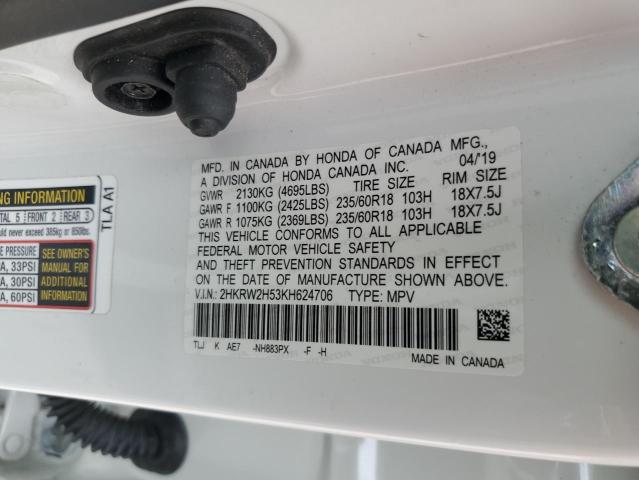 MFD. IN CANADA BY HONDA OF CANADA MFG.,
A DIVISION OF HONDA CANADA INC. 04/'19
GVWR 2130KG (4695LBS) TIRE SIZE RIM SIZE
GAWR F 1100KG (2425LBS) 235/60R18 103H 18X7.5J
GAWR R 1075KG (2369LBS) 235/60R18 103H 18X7.5J
THIS VEHICLE CONFORMS TO ALL APPLICABLE
FEDERAL MOTOR VEHICLE SAFETY
AND THEFT PREVENTION STANDARDS IN EFFECT
ON THE DATE OF MANUFACTURE SHOWN ABOVE.
V.I.N.: 2HKRW2H53KH624706 TYPE: MPV
TLJ K AE7 -NH883PX -F -H
MADE IN CANADA
NG INFORMATION
TAL 5 FRONT 2 REAR 3
ould never exceed 385kg or 850lbs.
TLA A1
E PRESSURE
A, 33PSI
A, 30PSI
A, 60PSI
SEE OWNER'S
MANUAL FOR
ADDITIONAL
INFORMATION